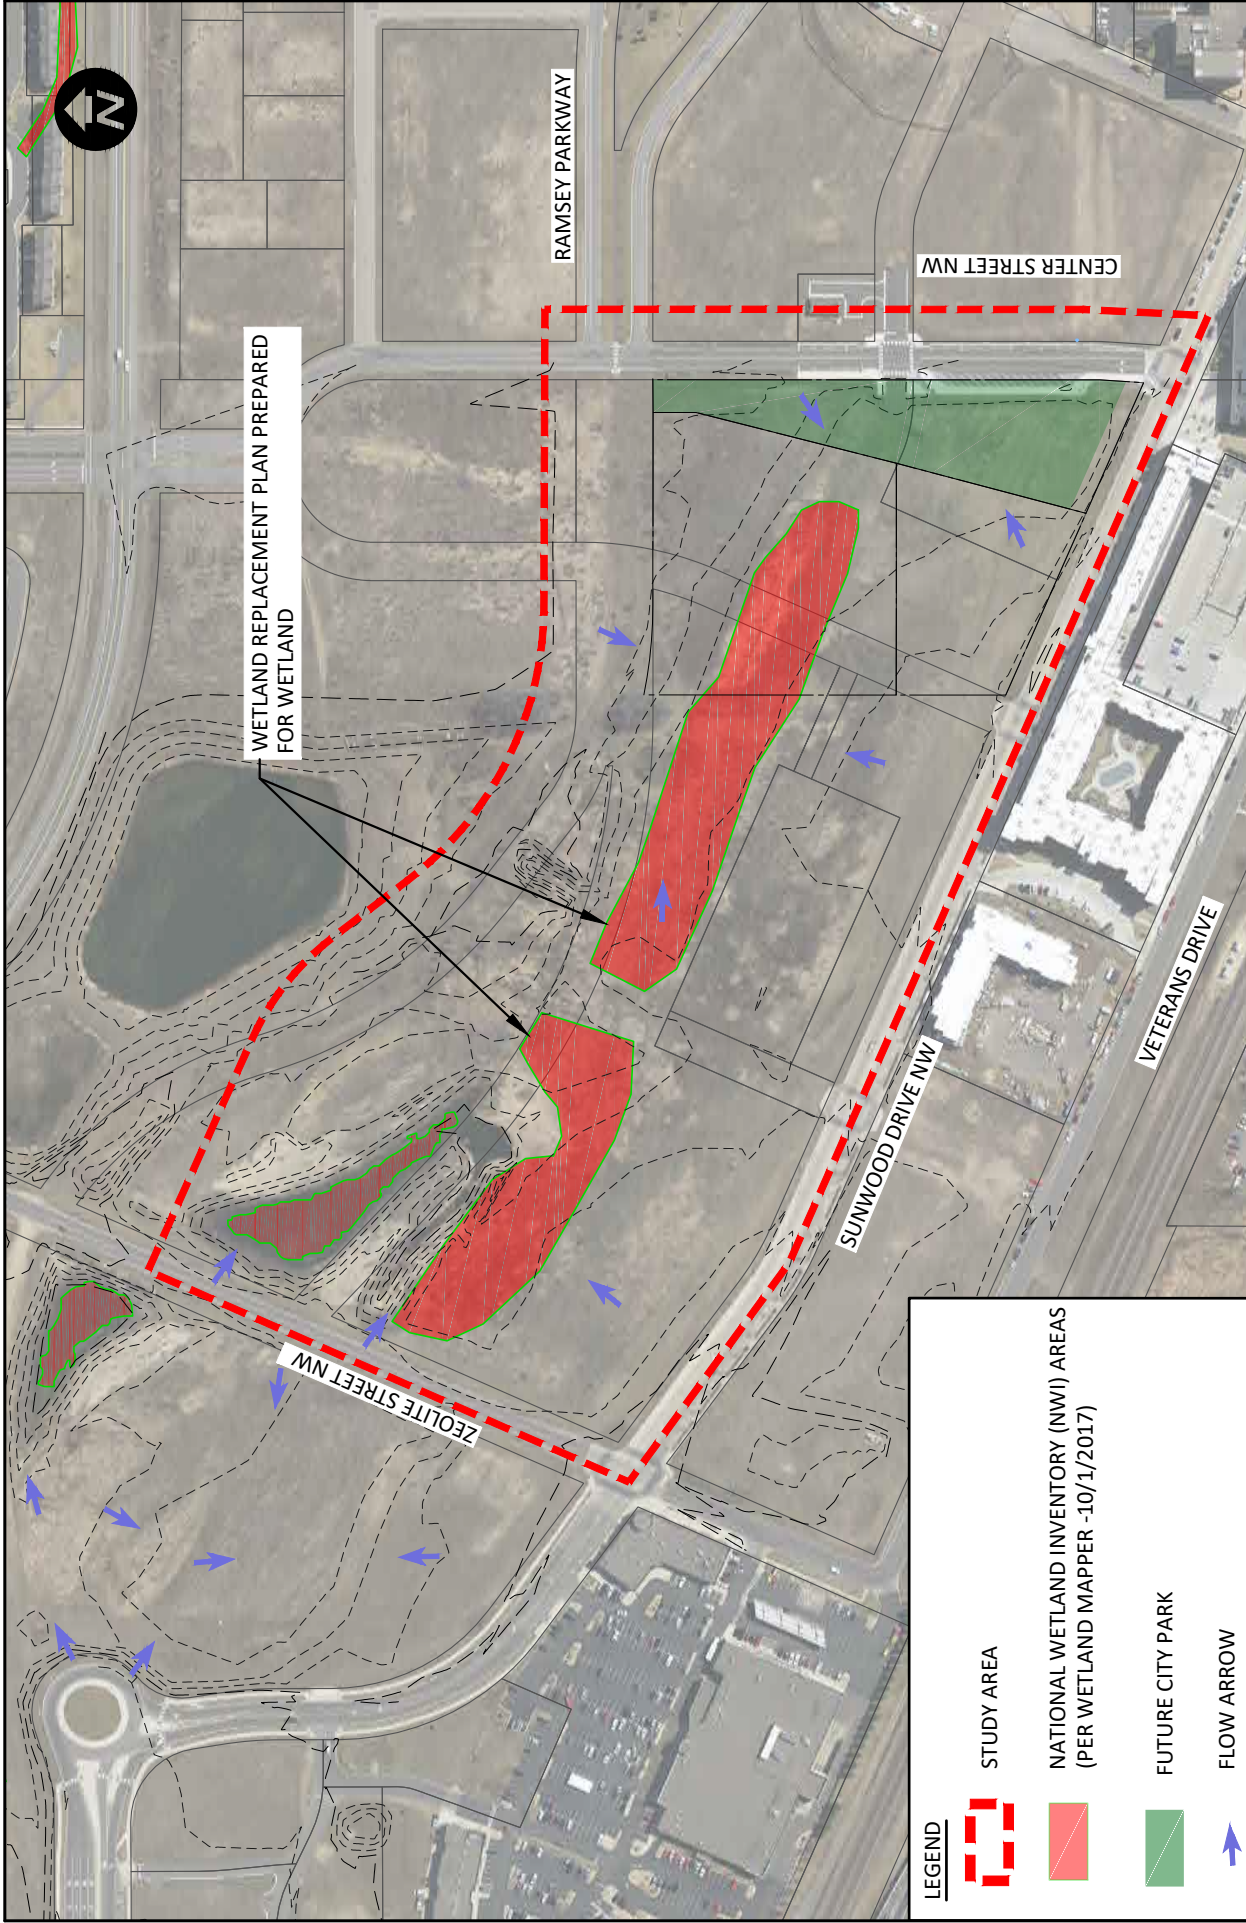 N
WETLAND REPLACEMENT PLAN PREPARED
FOR WETLAND
RAMSEY PARKWAY
CENTER STREET NW
ZEOLITE STREET NW
SUNWOOD DRIVE NW
VETERANS DRIVE
LEGEND
STUDY AREA
NATIONAL WETLAND INVENTORY (NWI) AREAS
(PER WETLAND MAPPER -10/1/2017)
FUTURE CITY PARK
FLOW ARROW